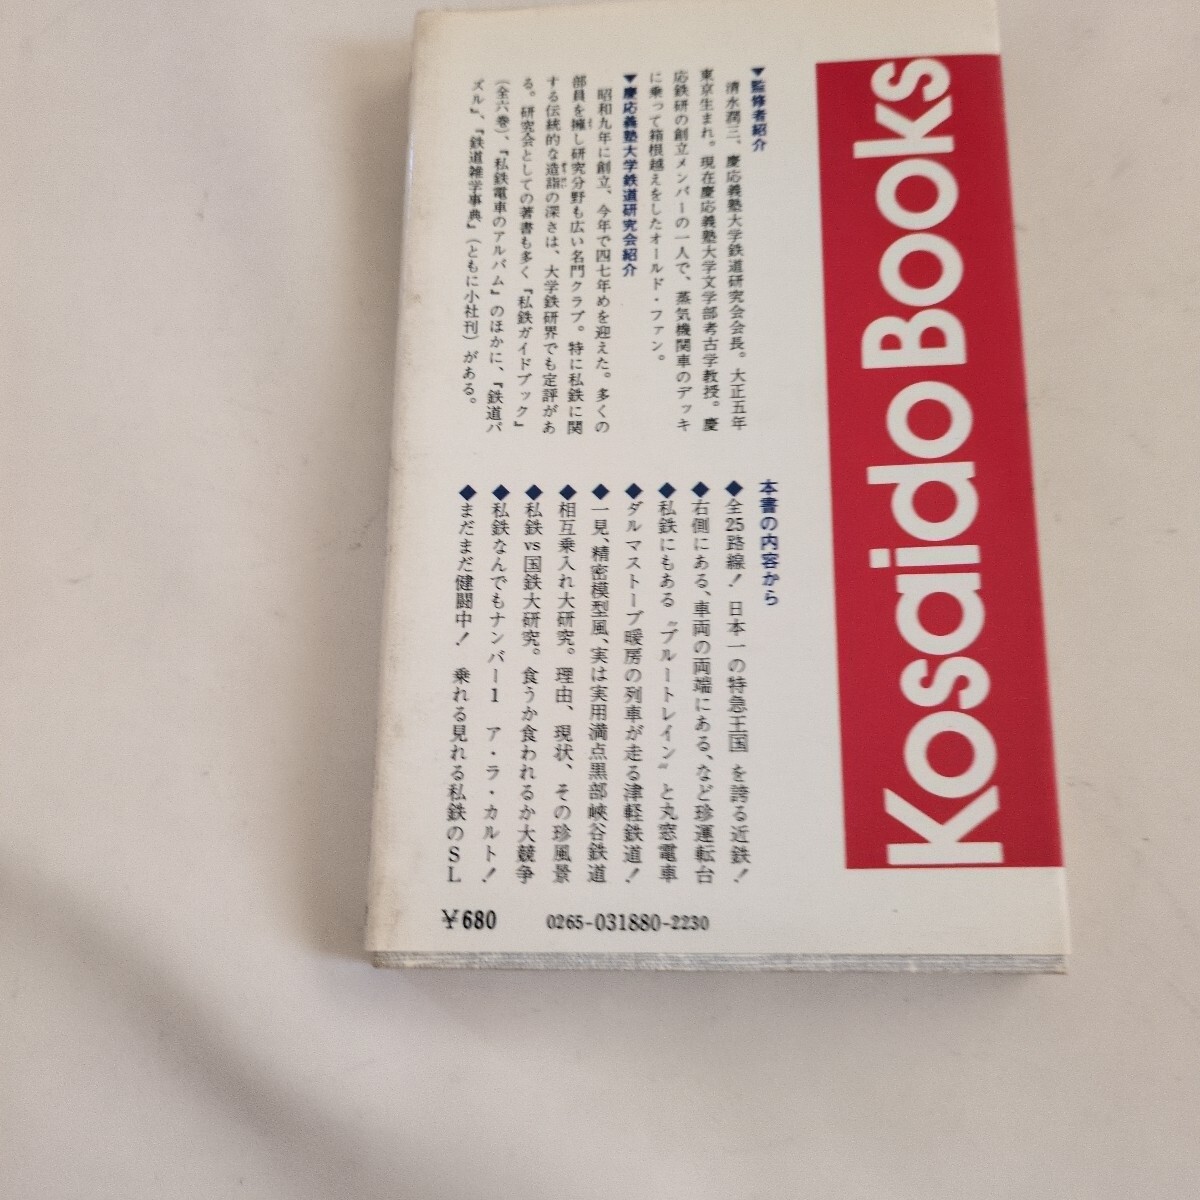 Kosaido Books
▼監修者紹介
清水潤三、慶応義塾大学鉄道研究会会長。大正五年
東京生まれ。現在慶応義塾大学文学部考古学教授。慶
応鉄研の創立メンバーの一人で、蒸気機関車のデッキ
に乗って箱根越えをしたオールド・ファン。
▼慶応義塾大学鉄道研究会紹介
昭和九年に創立、今年で四七年めを迎えた。多くの
部員を擁し研究分野も広い名門クラブ。特に私鉄に関
する伝統的な造詣の深さは、大学鉄研界でも定評があ
る。研究会としての著書も多く『私鉄ガイドブック』
(全六巻)、『私鉄電車のアルバム』のほかに、『鉄道パ
ズル』、『鉄道雑学事典』(ともに小社刊)がある。
本書の内容から
◆全25路線! 日本一の特急王国を誇る近鉄!
◆右側にある、車両の両端にある、など珍運転台
◆私鉄にもある〝ブルートレイン〟と丸窓電車
◆ダルマストーブ暖房の列車が走る津軽鉄道!
◆一見、精密模型風、実は実用満点黒部峡谷鉄道
◆相互乗入れ大研究。理由、現状、その珍風景
◆私鉄vs国鉄大研究。食うか食われるか大競争
◆私鉄なんでもナンバー1 ア・ラ・カルト!
◆まだまだ健闘中! 乗れる見れる私鉄のSL
¥680 0265-031880-2230